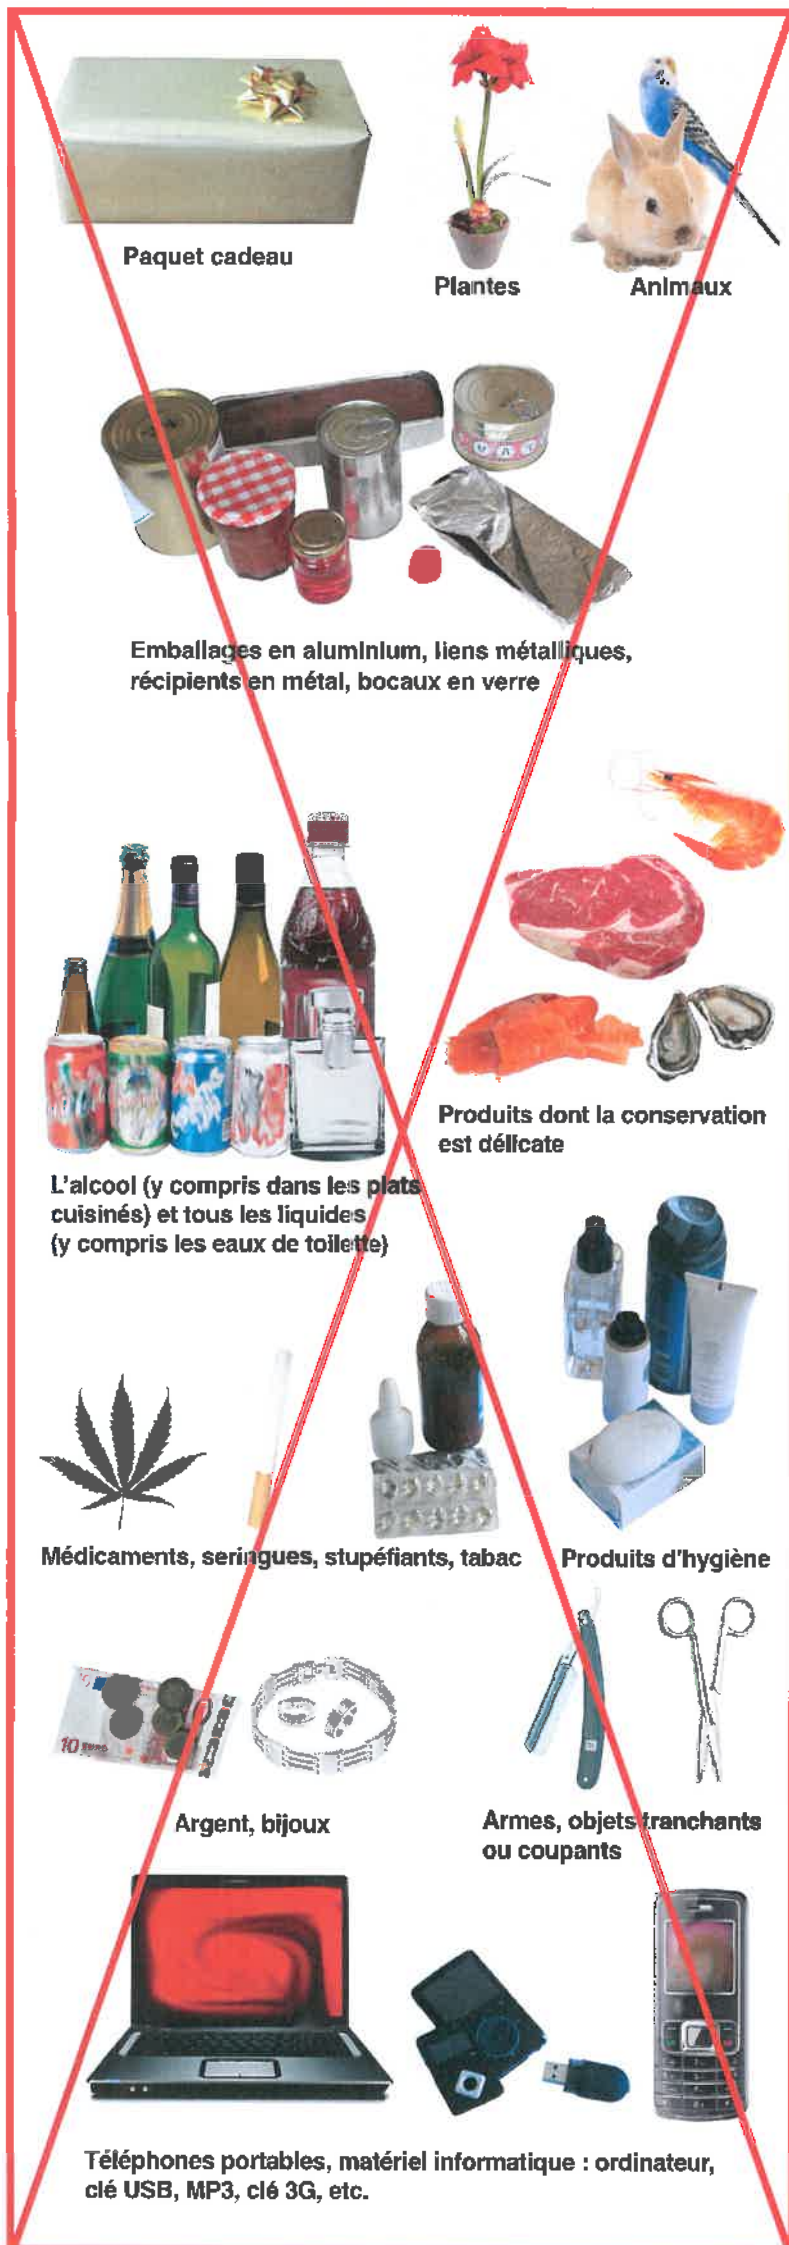 Paquet cadeau
Plantes
Animaux
Emballages en aluminium, liens métalliques,
récipients en métal, bocaux en verre
Produits dont la conservation
est délicate
L'alcool (y compris dans les plats
cuisinés) et tous les liquides
(y compris les eaux de toilette)
Médicaments, seringues, stupéfiants, tabac
Produits d'hygiène
10 EURO
Argent, bijoux
Armes, objets tranchants
ou coupants
Téléphones portables, matériel informatique : ordinateur,
clé USB, MP3, clé 3G, etc.